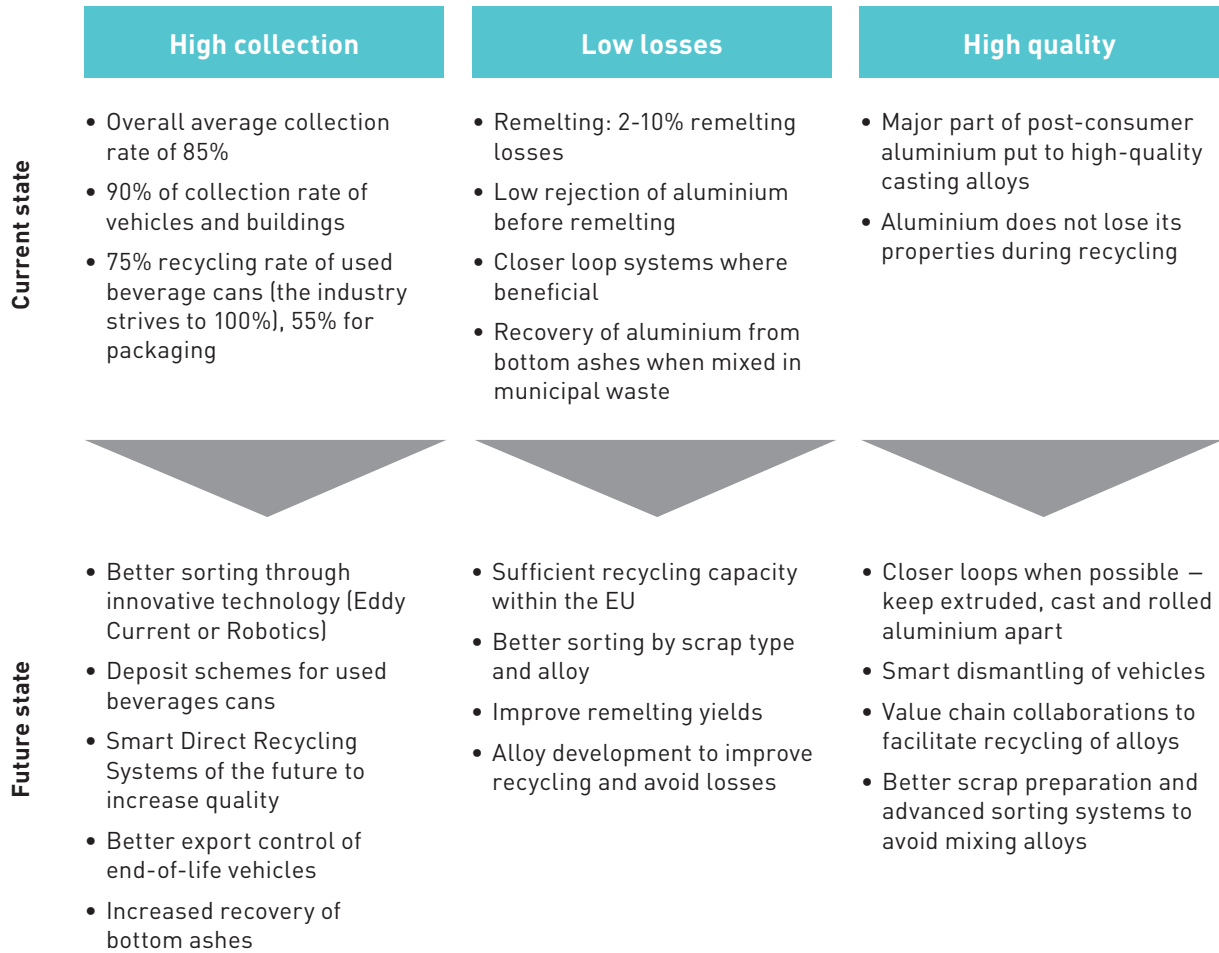 High collection
Low losses
High quality
Current state
• Overall average collection
rate of 85%
• 90% of collection rate of
vehicles and buildings
• 75% recycling rate of used
beverage cans (the industry
strives to 100%), 55% for
packaging
• Remelting: 2-10% remelting
losses
• Low rejection of aluminium
before remelting
• Closer loop systems where
beneficial
• Recovery of aluminium from
bottom ashes when mixed in
municipal waste
• Major part of post-consumer
aluminium put to high-quality
casting alloys
• Aluminium does not lose its
properties during recycling
Future state
• Better sorting through
innovative technology (Eddy
Current or Robotics)
• Deposit schemes for used
beverages cans
• Smart Direct Recycling
Systems of the future to
increase quality
• Better export control of
end-of-life vehicles
• Increased recovery of
bottom ashes
• Sufficient recycling capacity
within the EU
• Better sorting by scrap type
and alloy
• Improve remelting yields
• Alloy development to improve
recycling and avoid losses
• Closer loops when possible –
keep extruded, cast and rolled
aluminium apart
• Smart dismantling of vehicles
• Value chain collaborations to
facilitate recycling of alloys
• Better scrap preparation and
advanced sorting systems to
avoid mixing alloys